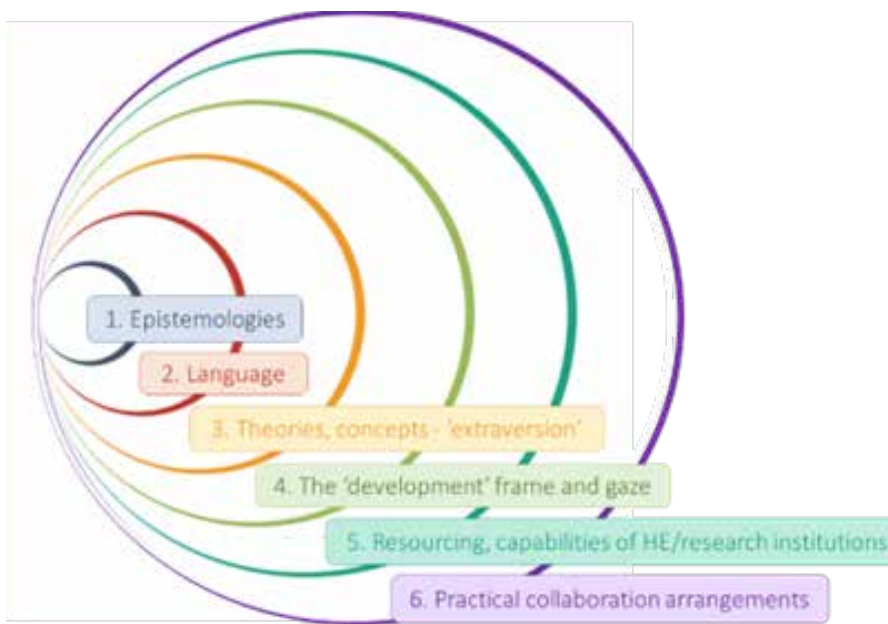 1. Epistemologies
2. Language
3. Theories, concepts - 'extraversion'
4. The 'development' frame and gaze
5. Resourcing, capabilities of HE/research institutions
6. Practical collaboration arrangements